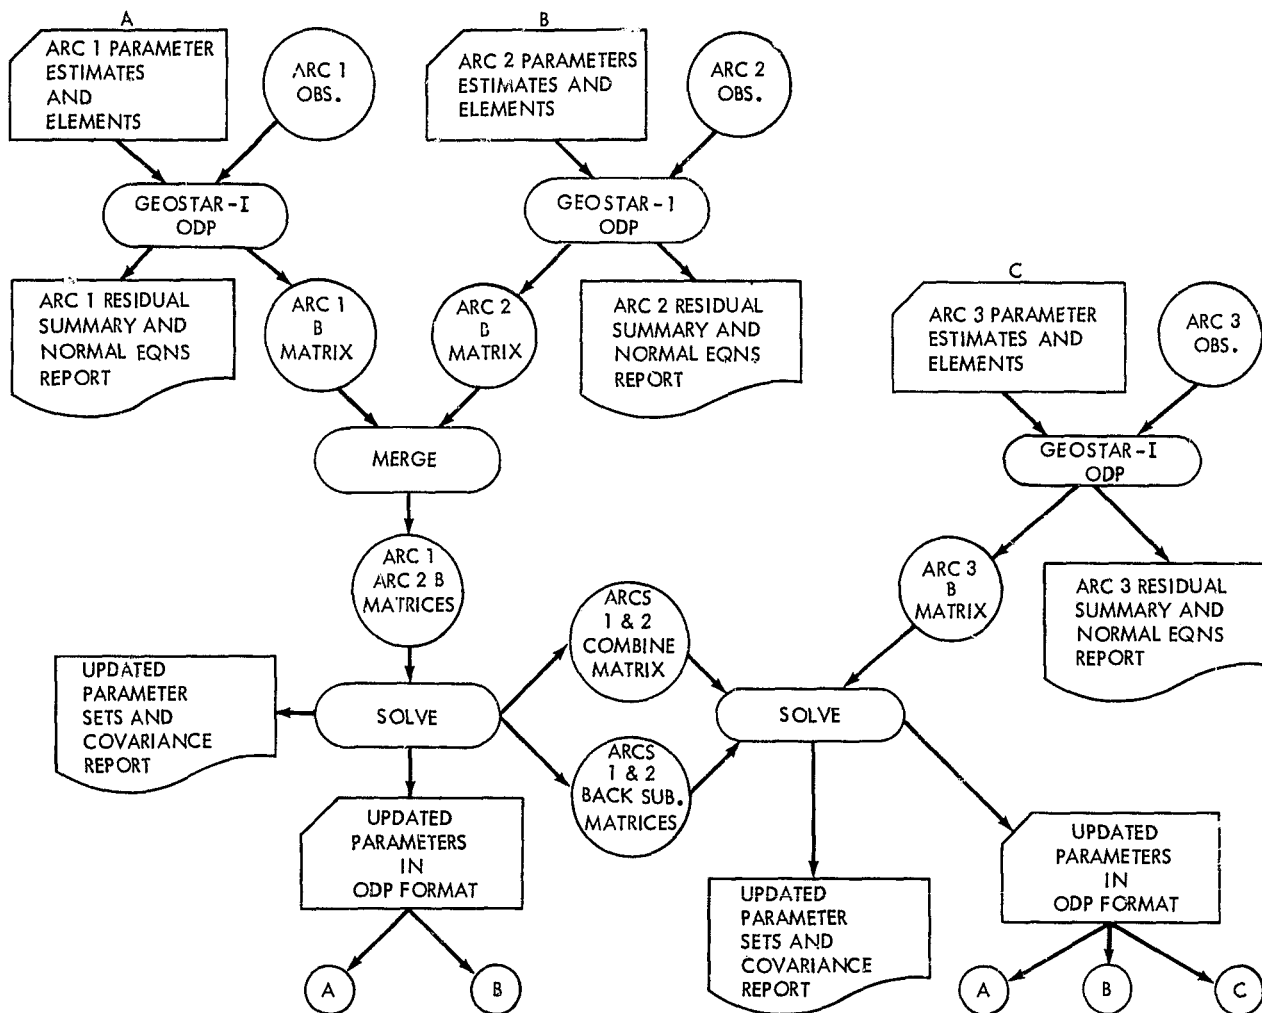 A
ARC 1 PARAMETER
ESTIMATES
AND
ELEMENTS
ARC 1
OBS.
B
ARC 2 PARAMETERS
ESTIMATES AND
ELEMENTS
ARC 2
OBS.
GEOSTAR-I
ODP
GEOSTAR-1
ODP
ARC 1 RESIDUAL
SUMMARY AND
NORMAL EQNS
REPORT
ARC 1
B
MATRIX
ARC 2
B
MATRIX
ARC 2 RESIDUAL
SUMMARY AND
NORMAL EQNS
REPORT
C
ARC 3 PARAMETER
ESTIMATES AND
ELEMENTS
ARC 3
OBS.
MERGE
GEOSTAR-I
ODP
ARC 1
ARC 2 B
MATRICES
ARCS
1 & 2
COMBINE
MATRIX
ARC 3
B
MATRIX
ARC 3 RESIDUAL
SUMMARY AND
NORMAL EQNS
REPORT
UPDATED
PARAMETER
SETS AND
COVARIANCE
REPORT
SOLVE
ARCS
1 & 2
BACK SUB.
MATRICES
SOLVE
UPDATED
PARAMETERS
IN
ODP FORMAT
UPDATED
PARAMETER
SETS AND
COVARIANCE
REPORT
UPDATED
PARAMETERS
IN
ODP FORMAT
A
B
A
B
C